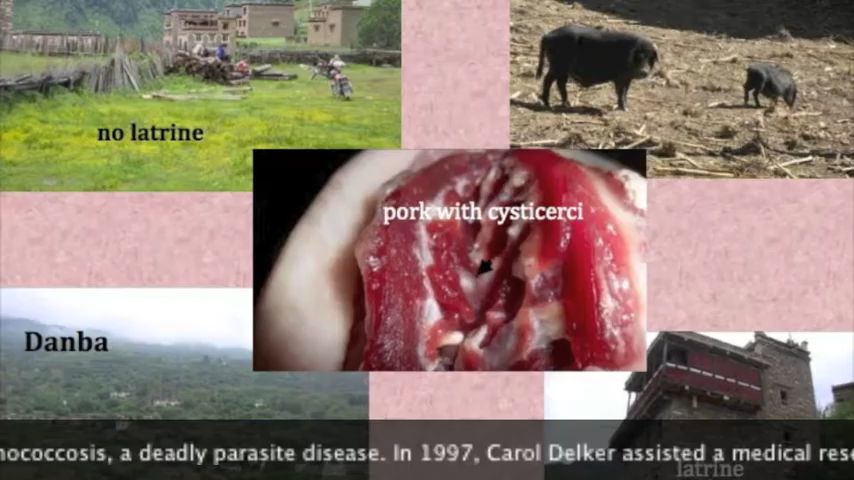 no latrine
pork with cysticerci
Danba
nococcosis, a deadly parasite disease. In 1997, Carol Delker assisted a medical rese
latrine